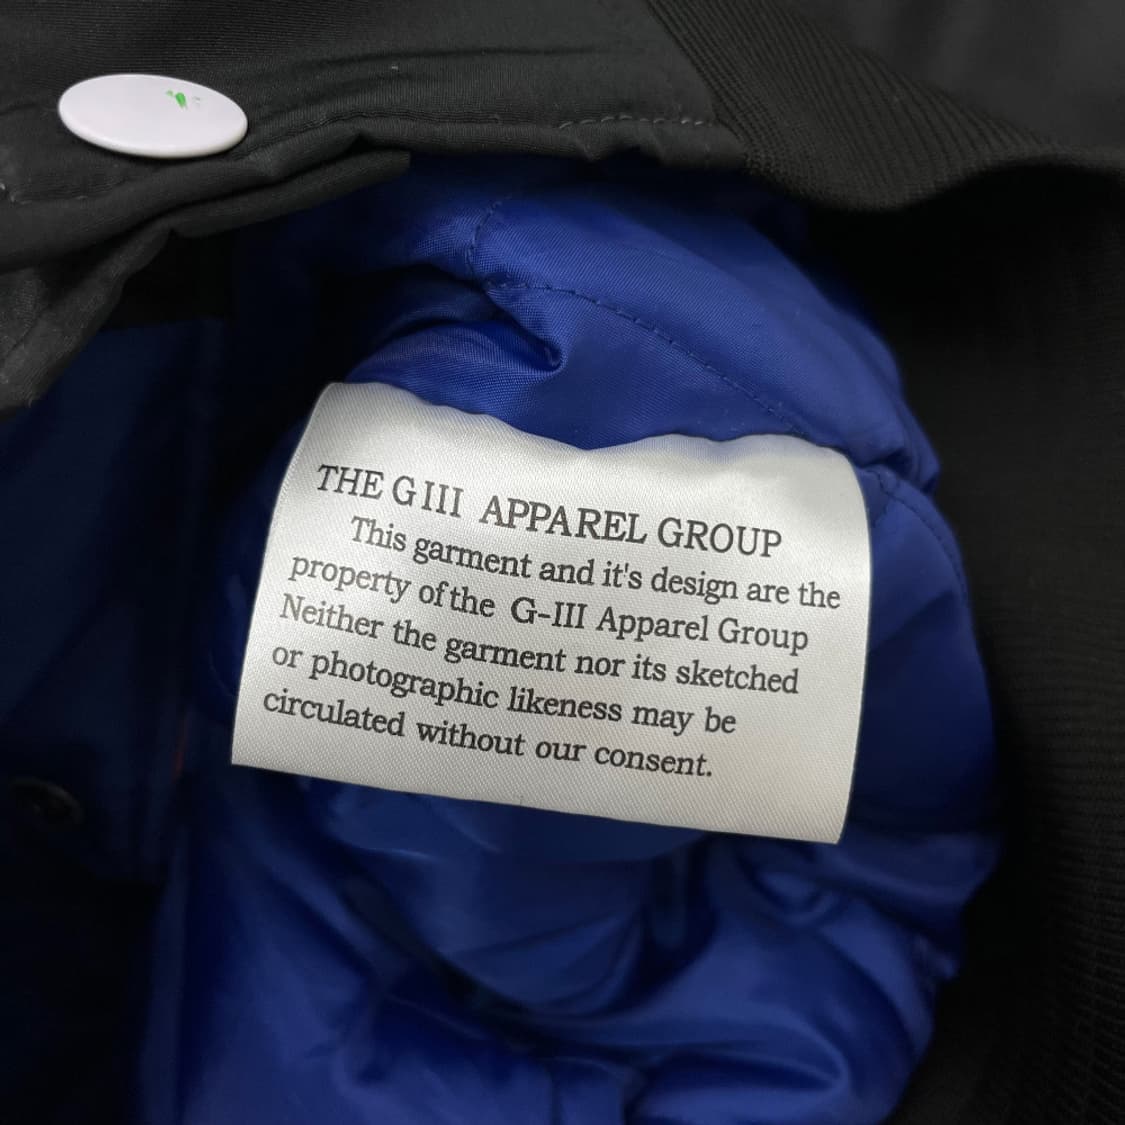 THE G III APPAREL GROUP
This garment and it's design are the
property of the G-III Apparel Group
Neither the garment nor its sketched
or photographic likeness may be
circulated without our consent.